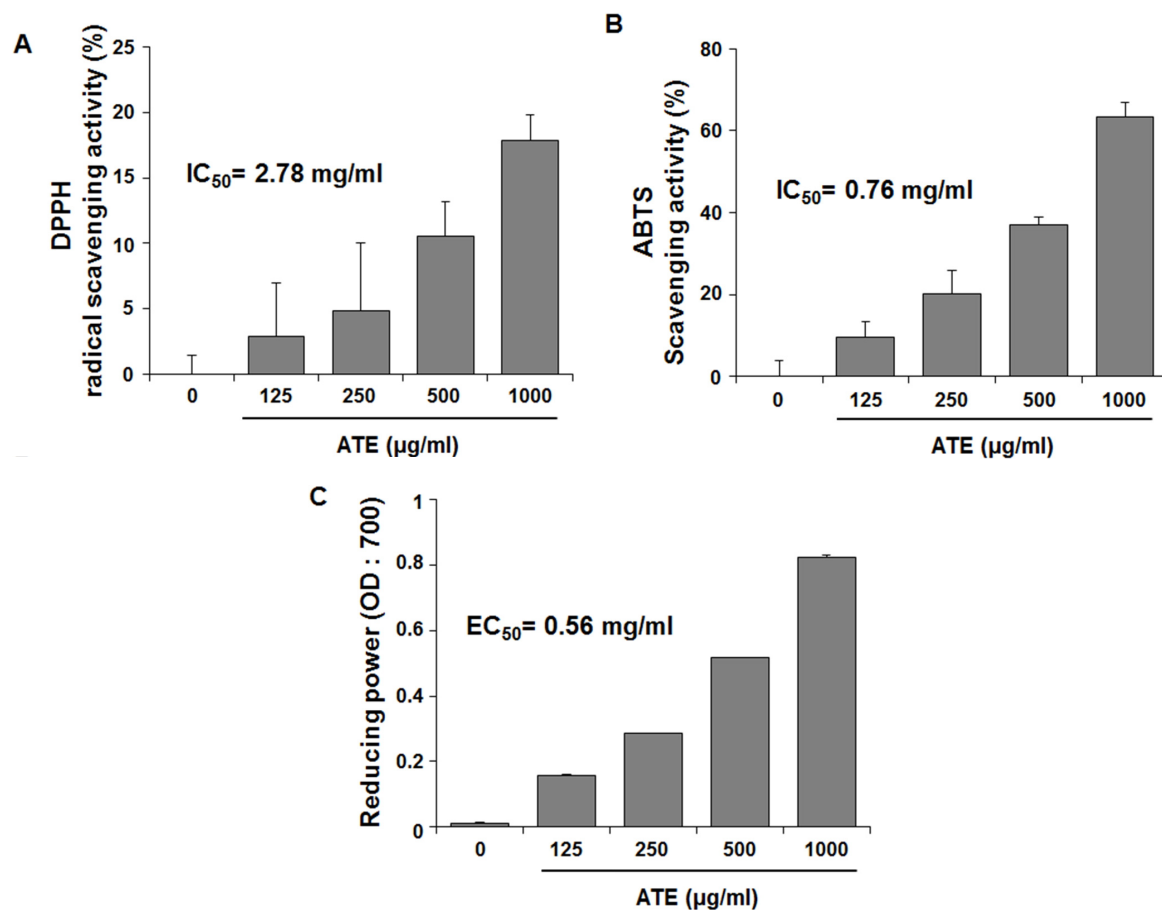 A
DPPH
radical scavenging activity (%)
25
20
15
10
5
0
IC₅₀= 2.78 mg/ml
0 125 250 500 1000
ATE (µg/ml)
B
ABTS
Scavenging activity (%)
80
60
40
20
0
IC₅₀= 0.76 mg/ml
0 125 250 500 1000
ATE (µg/ml)
C
Reducing power (OD : 700)
1
0.8
0.6
0.4
0.2
0
EC₅₀= 0.56 mg/ml
0 125 250 500 1000
ATE (µg/ml)